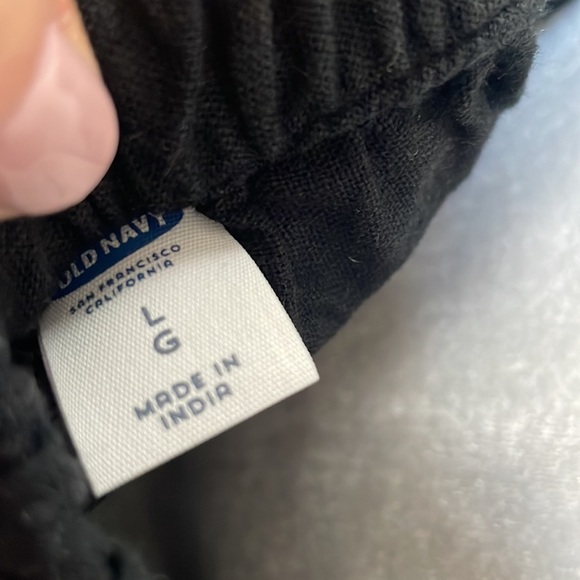 OLD NAVY
SAN FRANCISCO
CALIFORNIA
L
G
MADE IN
INDIA